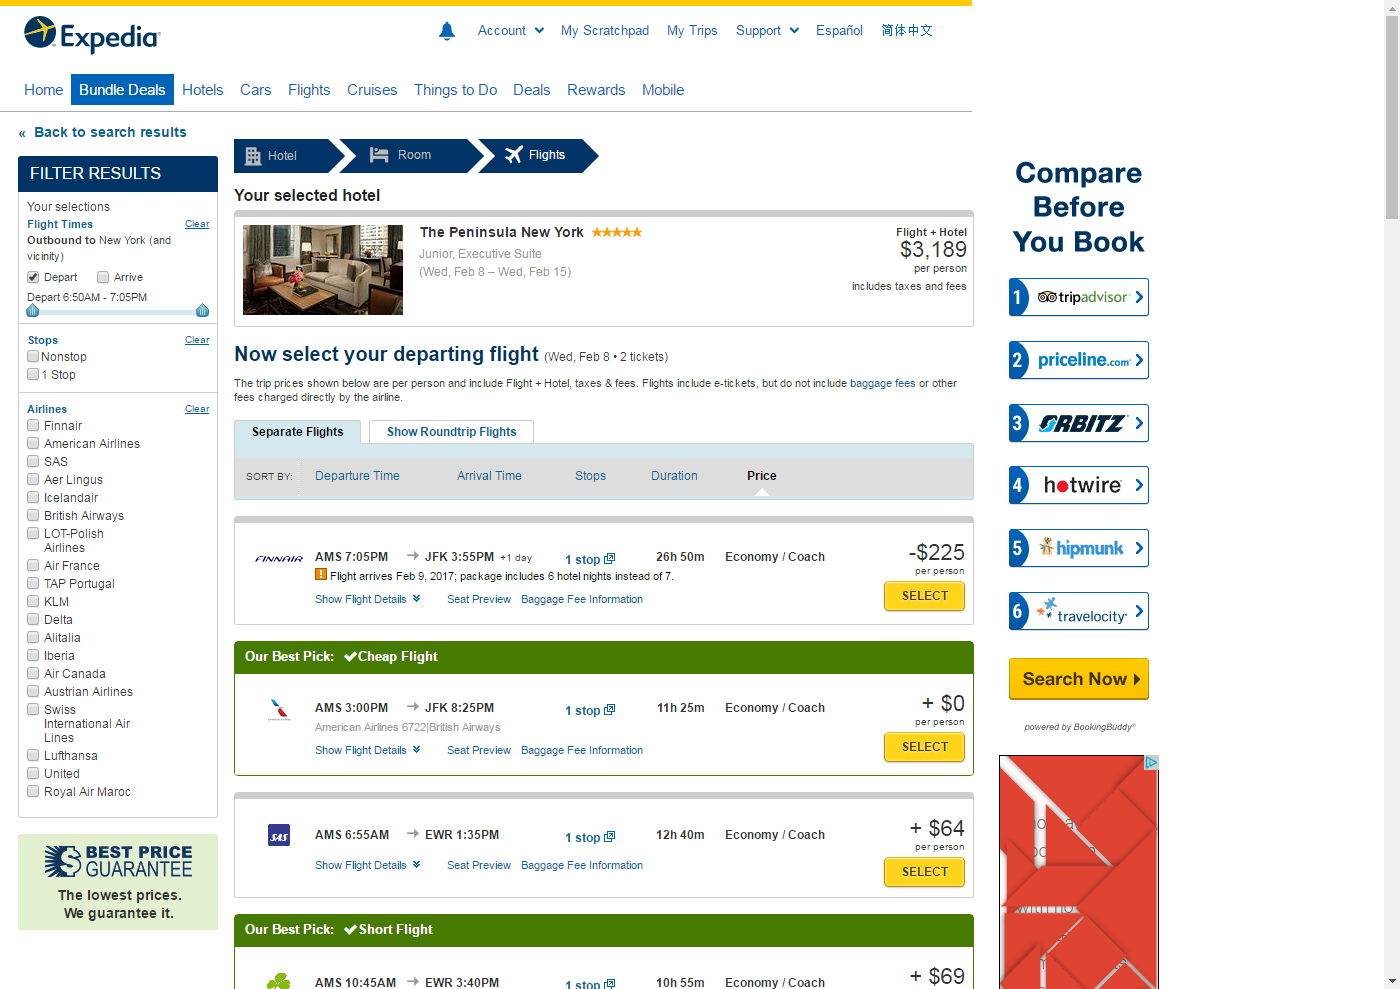 Expedia
Account
My Scratchpad
My Trips
Support
Español
简体中文
Home
Bundle Deals
Hotels
Cars
Flights
Cruises
Things to Do
Deals
Rewards
Mobile
« Back to search results
FILTER RESULTS
Your selections
Flight Times
Clear
Outbound to New York (and
vicinity)
Depart
Arrive
Depart 6:50AM - 7:05PM
Stops
Clear
Nonstop
1 Stop
Airlines
Clear
Finnair
American Airlines
SAS
Aer Lingus
Icelandair
British Airways
LOT-Polish
Airlines
Air France
TAP Portugal
KLM
Delta
Alitalia
Iberia
Air Canada
Austrian Airlines
Swiss
International Air
Lines
Lufthansa
United
Royal Air Maroc
BEST PRICE
GUARANTEE
The lowest prices.
We guarantee it.
Hotel
Room
Flights
Your selected hotel
The Peninsula New York
Junior, Executive Suite
(Wed, Feb 8 – Wed, Feb 15)
Flight + Hotel
$3,189
per person
includes taxes and fees
Now select your departing flight (Wed, Feb 8 • 2 tickets)
The trip prices shown below are per person and include Flight + Hotel, taxes & fees. Flights include e-tickets, but do not include baggage fees or other
fees charged directly by the airline.
Separate Flights
Show Roundtrip Flights
SORT BY:
Departure Time
Arrival Time
Stops
Duration
Price
FINNAIR
AMS 7:05PM → JFK 3:55PM +1 day
1 stop
26h 50m
Economy / Coach
-$225
per person
Flight arrives Feb 9, 2017; package includes 6 hotel nights instead of 7.
Show Flight Details
Seat Preview
Baggage Fee Information
SELECT
Our Best Pick: Cheap Flight
AMS 3:00PM → JFK 8:25PM
1 stop
11h 25m
Economy / Coach
+ $0
per person
American Airlines 6722|British Airways
Show Flight Details
Seat Preview
Baggage Fee Information
SELECT
SAS
AMS 6:55AM → EWR 1:35PM
1 stop
12h 40m
Economy / Coach
+ $64
per person
Show Flight Details
Seat Preview
Baggage Fee Information
SELECT
Our Best Pick: Short Flight
AMS 10:45AM → EWR 3:40PM
1 stop
10h 55m
Economy / Coach
+ $69
Compare
Before
You Book
1 tripadvisor
2 priceline.com
3 ORBITZ
4 hotwire
5 hipmunk
6 travelocity
Search Now
powered by BookingBuddy